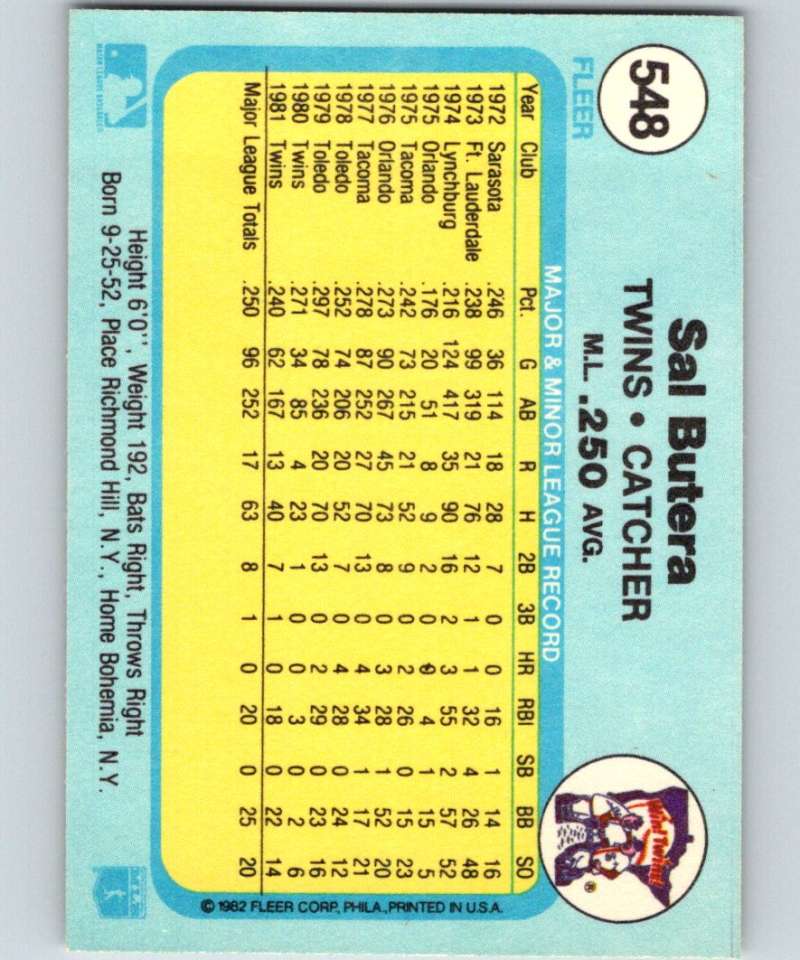 548
FLEER
Sal Butera
TWINS • CATCHER
M.L. .250 AVG.
Win! Twins!
®
MAJOR & MINOR LEAGUE RECORD
Year Club Pct. G AB R H 2B 3B HR RBI SB BB SO
1972 Sarasota .246 36 114 18 28 7 0 0 16 1 14 16
1973 Ft. Lauderdale .238 99 319 21 76 12 1 1 32 4 26 48
1974 Lynchburg .216 124 417 35 90 16 2 3 55 2 57 52
1975 Orlando .176 20 51 8 9 2 0 0 4 1 15 5
1975 Tacoma .242 73 215 21 52 9 0 2 26 0 15 23
1976 Orlando .273 90 267 45 73 8 0 3 28 1 52 20
1977 Tacoma .278 87 252 27 70 13 0 4 34 1 17 21
1978 Toledo .252 74 206 20 52 7 0 4 28 0 24 12
1979 Toledo .297 78 236 20 70 13 0 2 29 0 23 16
1980 Twins .271 34 85 4 23 1 0 0 3 0 2 6
1981 Twins .240 62 167 13 40 7 1 0 18 0 22 14
Major League Totals .250 96 252 17 63 8 1 0 20 0 25 20
© 1982 FLEER CORP., PHILA., PRINTED IN U.S.A.
Height 6'0'', Weight 192, Bats Right, Throws Right
Born 9-25-52, Place Richmond Hill, N.Y., Home Bohemia, N.Y.